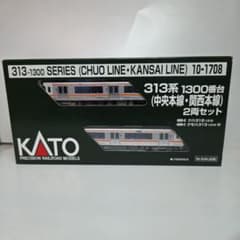 313-1300 SERIES (CHUO LINE・KANSAI LINE) 10-1708
313系 1300番台
(中央本線・関西本線)
2両セット
KATO
PRECISION RAILROAD MODELS